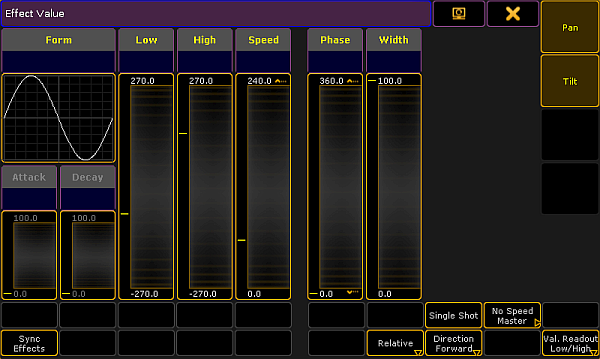 Effect Value
Form
Low
High
Speed
Phase
Width
Pan
Tilt
270.0
270.0
240.0
360.0
100.0
Attack
Decay
100.0
100.0
0.0
0.0
-270.0
-270.0
0.0
0.0
0.0
Single Shot
No Speed
Master
Sync
Effects
Relative
Direction
Forward
Val. Readout
Low/High